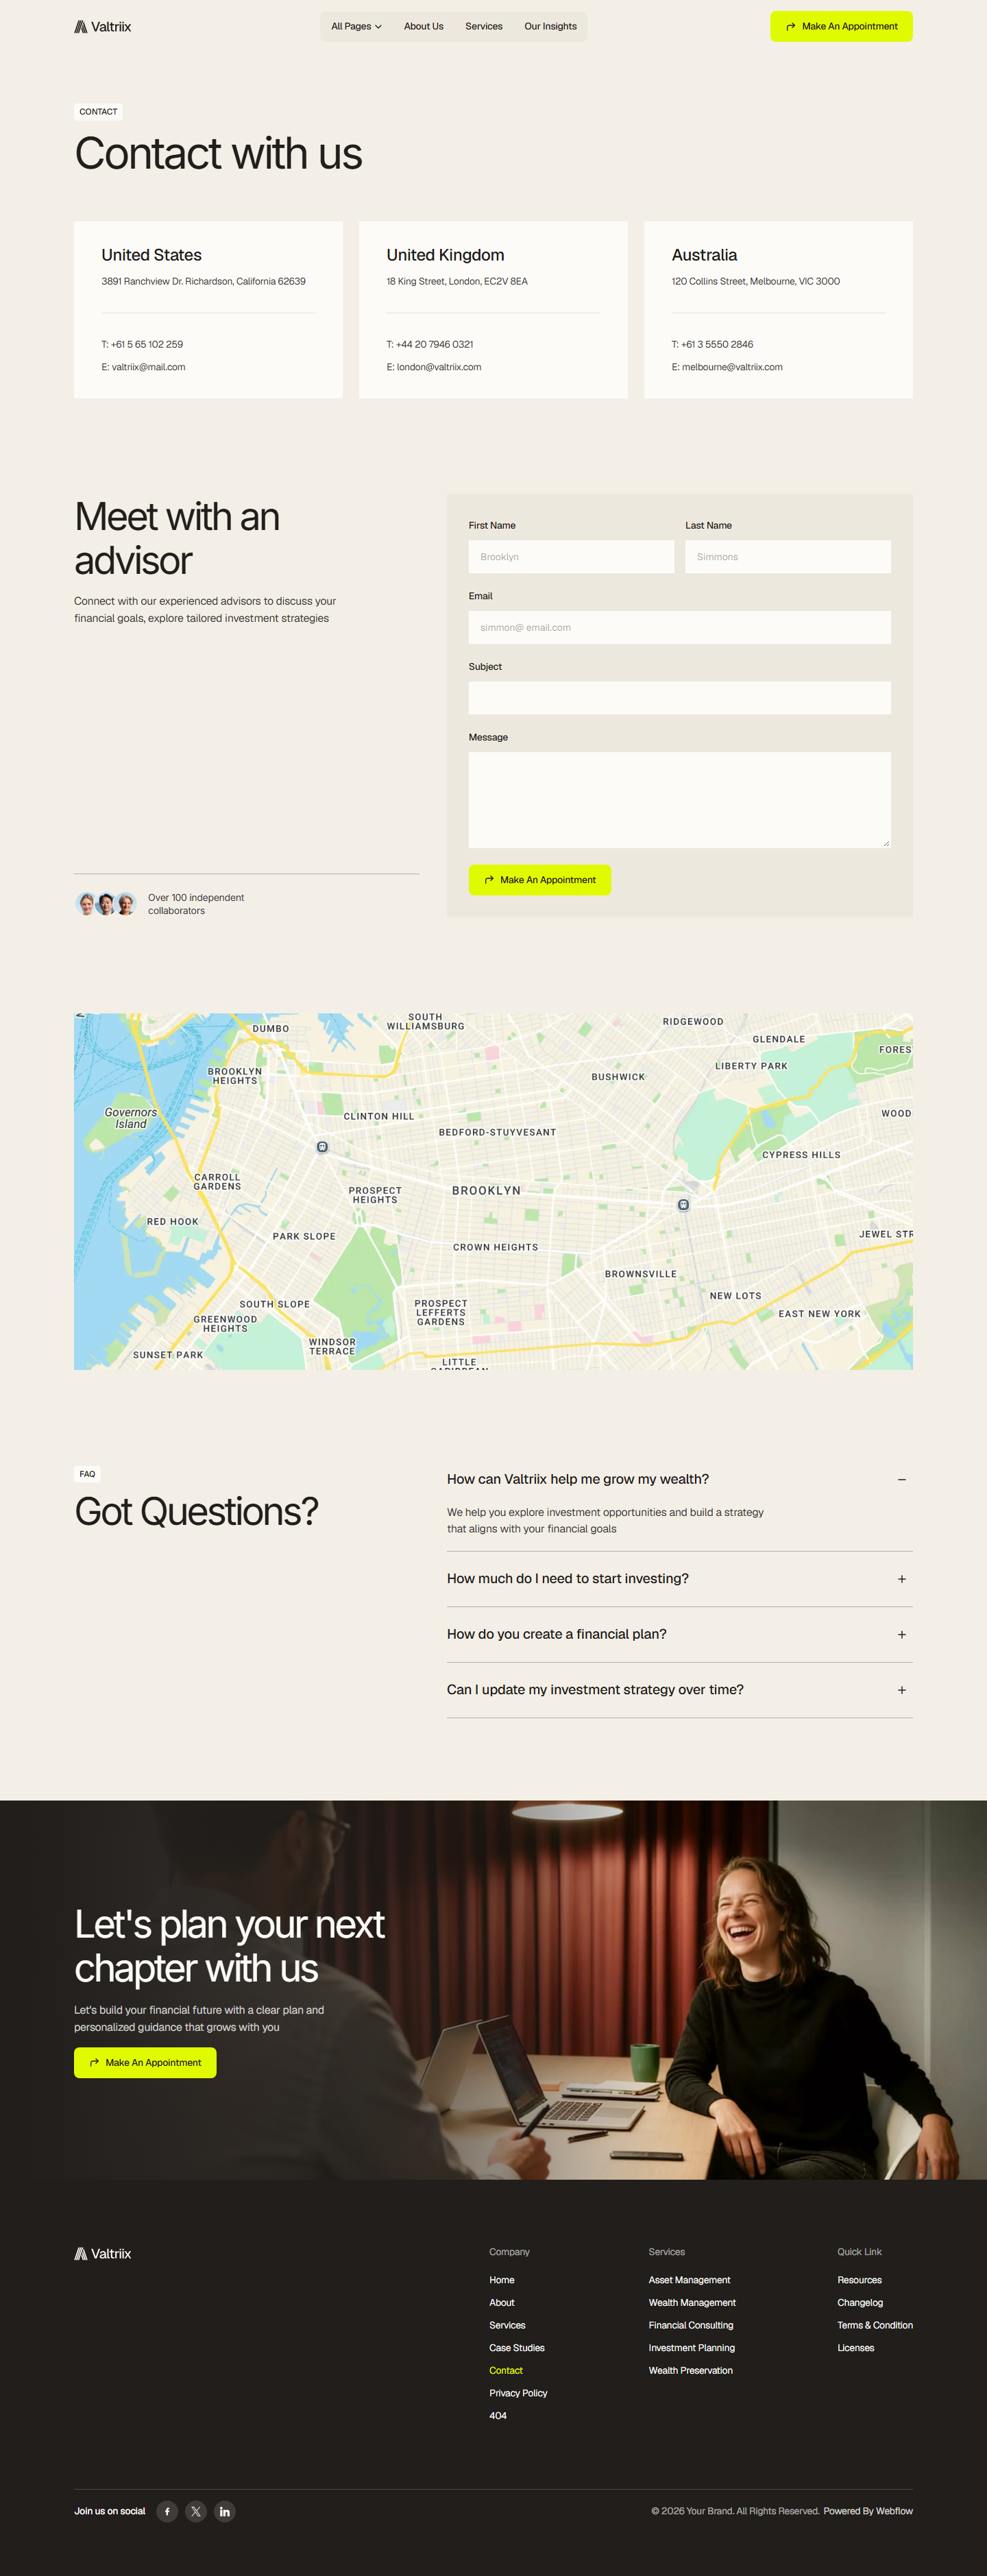 Valtriix
All Pages
About Us
Services
Our Insights
Make An Appointment
CONTACT
Contact with us
United States
3891 Ranchview Dr. Richardson, California 62639
T: +61 5 65 102 259
E: valtriix@mail.com
United Kingdom
18 King Street, London, EC2V 8EA
T: +44 20 7946 0321
E: london@valtriix.com
Australia
120 Collins Street, Melbourne, VIC 3000
T: +61 3 5550 2846
E: melbourne@valtriix.com
Meet with an
advisor
Connect with our experienced advisors to discuss your
financial goals, explore tailored investment strategies
Over 100 independent
collaborators
First Name
Last Name
Brooklyn
Simmons
Email
simmon@ email.com
Subject
Message
Make An Appointment
SOUTH
WILLIAMSBURG
RIDGEWOOD
DUMBO
GLENDALE
FORES
LIBERTY PARK
BROOKLYN
HEIGHTS
BUSHWICK
Governors
Island
CLINTON HILL
WOOD
BEDFORD-STUYVESANT
CYPRESS HILLS
CARROLL
GARDENS
PROSPECT
HEIGHTS
BROOKLYN
RED HOOK
PARK SLOPE
JEWEL STR
CROWN HEIGHTS
BROWNSVILLE
NEW LOTS
SOUTH SLOPE
PROSPECT
LEFFERTS
GARDENS
EAST NEW YORK
GREENWOOD
HEIGHTS
WINDSOR
TERRACE
SUNSET PARK
LITTLE
FAQ
Got Questions?
How can Valtriix help me grow my wealth?
We help you explore investment opportunities and build a strategy
that aligns with your financial goals
How much do I need to start investing?
How do you create a financial plan?
Can I update my investment strategy over time?
Let's plan your next
chapter with us
Let's build your financial future with a clear plan and
personalized guidance that grows with you
Make An Appointment
Valtriix
Company
Home
About
Services
Case Studies
Contact
Privacy Policy
404
Services
Asset Management
Wealth Management
Financial Consulting
Investment Planning
Wealth Preservation
Quick Link
Resources
Changelog
Terms & Condition
Licenses
Join us on social
© 2026 Your Brand. All Rights Reserved. Powered By Webflow